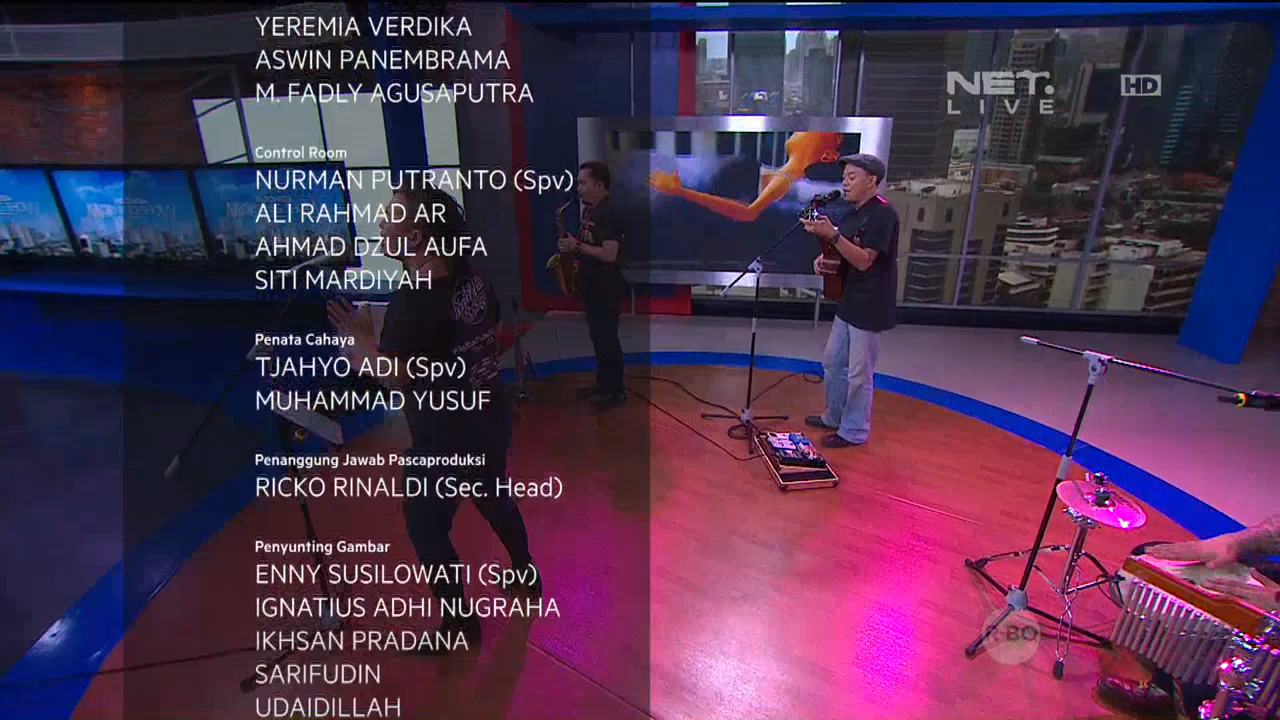 YEREMIA VERDIKA
ASWIN PANEMBRAMA
M. FADLY AGUSAPUTRA
NET.
LIVE
HD
Control Room
NURMAN PUTRANTO (Spv)
ALI RAHMAD AR
AHMAD DZUL AUFA
SITI MARDIYAH
Penata Cahaya
TJAHYO ADI (Spv)
MUHAMMAD YUSUF
Penanggung Jawab Pascaproduksi
RICKO RINALDI (Sec. Head)
Penyunting Gambar
ENNY SUSILOWATI (Spv)
IGNATIUS ADHI NUGRAHA
IKHSAN PRADANA
SARIFUDIN
UDAIDILLAH
R-BO